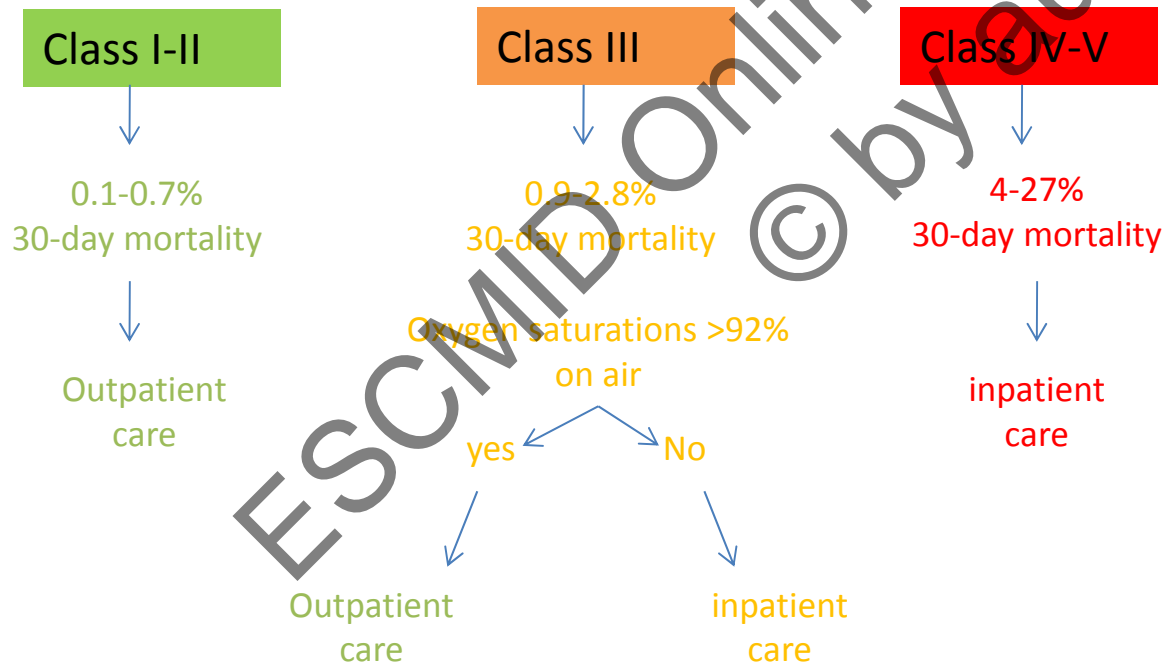 Class I-II
Class III
Class IV-V
0.1-0.7%
30-day mortality
0.9-2.8%
30-day mortality
4-27%
30-day mortality
Oxygen saturations >92%
on air
Outpatient
care
yes
No
inpatient
care
Outpatient
care
inpatient
care
ESCMID Onlin
© by au